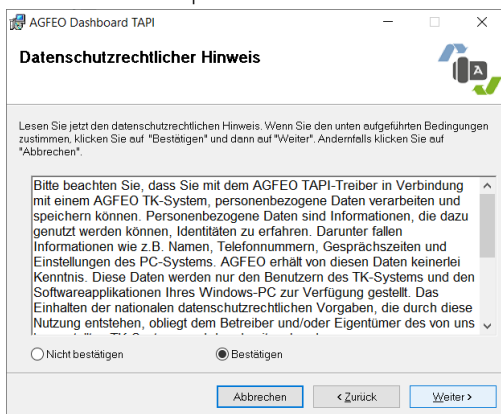 AGFEO Dashboard TAPI
Datenschutzrechtlicher Hinweis
A
Lesen Sie jetzt den datenschutzrechtlichen Hinweis. Wenn Sie den unten aufgeführten Bedingungen
zustimmen, klicken Sie auf "Bestätigen" und dann auf "Weiter". Andernfalls klicken Sie auf
"Abbrechen".
Bitte beachten Sie, dass Sie mit dem AGFEO TAPI-Treiber in Verbindung
mit einem AGFEO TK-System, personenbezogene Daten verarbeiten und
speichern können. Personenbezogene Daten sind Informationen, die dazu
genutzt werden können, Identitäten zu erfahren. Darunter fallen
Informationen wie z.B. Namen, Telefonnummern, Gesprächszeiten und
Einstellungen des PC-Systems. AGFEO erhält von diesen Daten keinerlei
Kenntnis. Diese Daten werden nur den Benutzern des TK-Systems und den
Softwareapplikationen Ihres Windows-PC zur Verfügung gestellt. Das
Einhalten der nationalen datenschutzrechtlichen Vorgaben, die durch diese
Nutzung entstehen, obliegt dem Betreiber und/oder Eigentümer des von uns
Nicht bestätigen
Bestätigen
Abbrechen
< Zurück
Weiter >